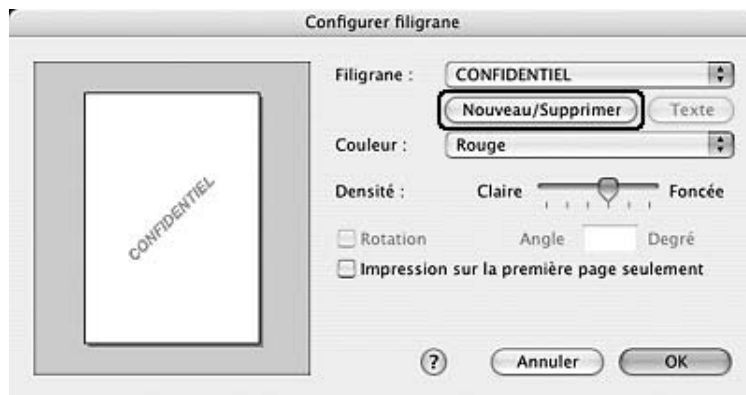 Configurer filigrane
Filigrane : CONFIDENTIEL
Nouveau/Supprimer Texte
Couleur : Rouge
Densité : Claire Foncée
Rotation Angle Degré
Impression sur la première page seulement
CONFIDENTIEL
? Annuler OK